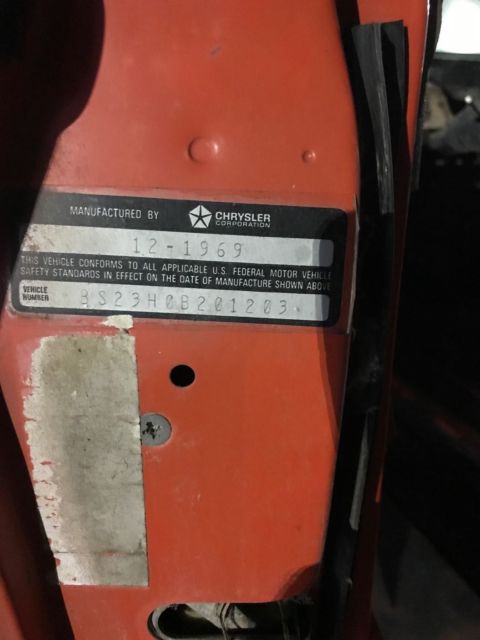 MANUFACTURED BY CHRYSLER
CORPORATION
12-1969
THIS VEHICLE CONFORMS TO ALL APPLICABLE U.S. FEDERAL MOTOR VEHICLE
SAFETY STANDARDS IN EFFECT ON THE DATE OF MANUFACTURE SHOWN ABOVE
VEHICLE
NUMBER
BS23H0B201203